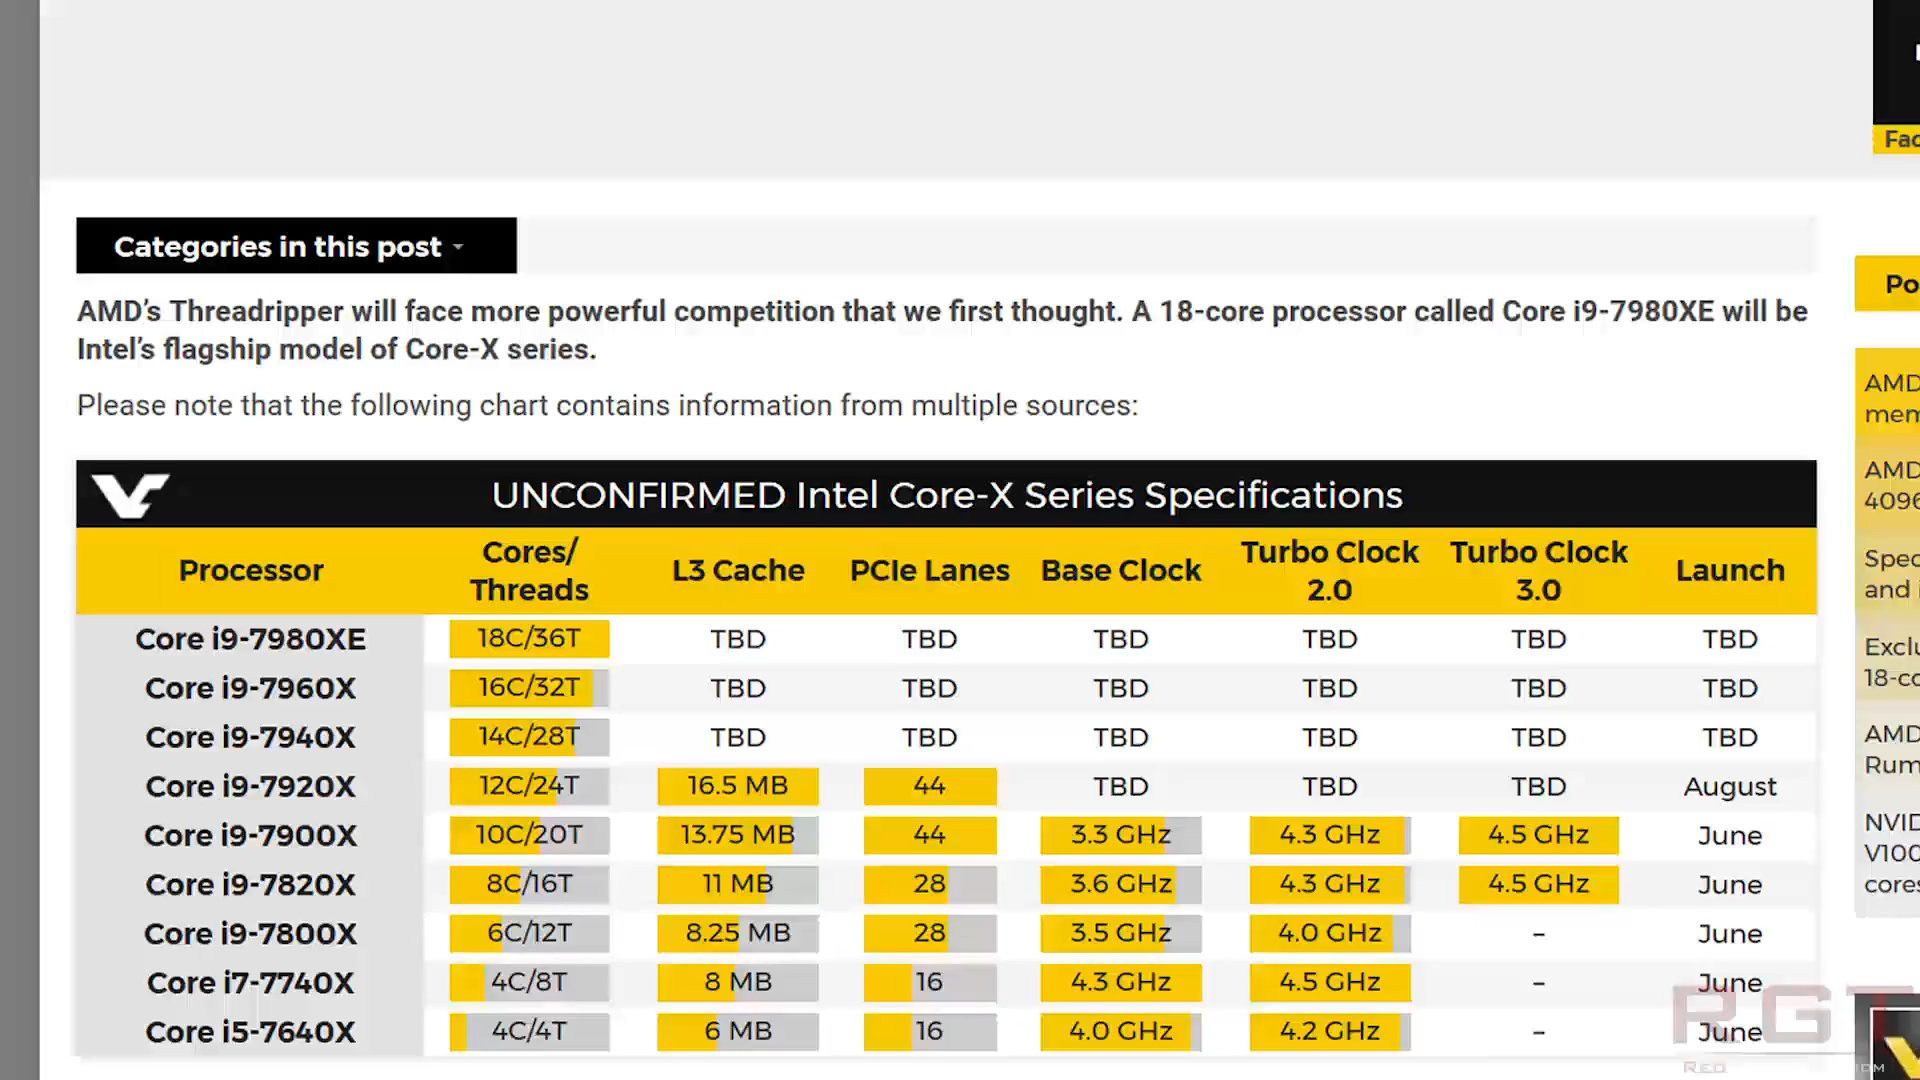 Categories in this post
AMD's Threadripper will face more powerful competition that we first thought. A 18-core processor called Core i9-7980XE will be
Intel's flagship model of Core-X series.
Please note that the following chart contains information from multiple sources:
UNCONFIRMED Intel Core-X Series Specifications
Processor Cores/ Threads L3 Cache PCIe Lanes Base Clock Turbo Clock 2.0 Turbo Clock 3.0 Launch
Core i9-7980XE 18C/36T TBD TBD TBD TBD TBD TBD
Core i9-7960X 16C/32T TBD TBD TBD TBD TBD TBD
Core i9-7940X 14C/28T TBD TBD TBD TBD TBD TBD
Core i9-7920X 12C/24T 16.5 MB 44 TBD TBD TBD August
Core i9-7900X 10C/20T 13.75 MB 44 3.3 GHz 4.3 GHz 4.5 GHz June
Core i9-7820X 8C/16T 11 MB 28 3.6 GHz 4.3 GHz 4.5 GHz June
Core i9-7800X 6C/12T 8.25 MB 28 3.5 GHz 4.0 GHz - June
Core i7-7740X 4C/8T 8 MB 16 4.3 GHz 4.5 GHz - June
Core i5-7640X 4C/4T 6 MB 16 4.0 GHz 4.2 GHz - June
AMD
4096
and
18-co
AMD
V100
cores
RGT